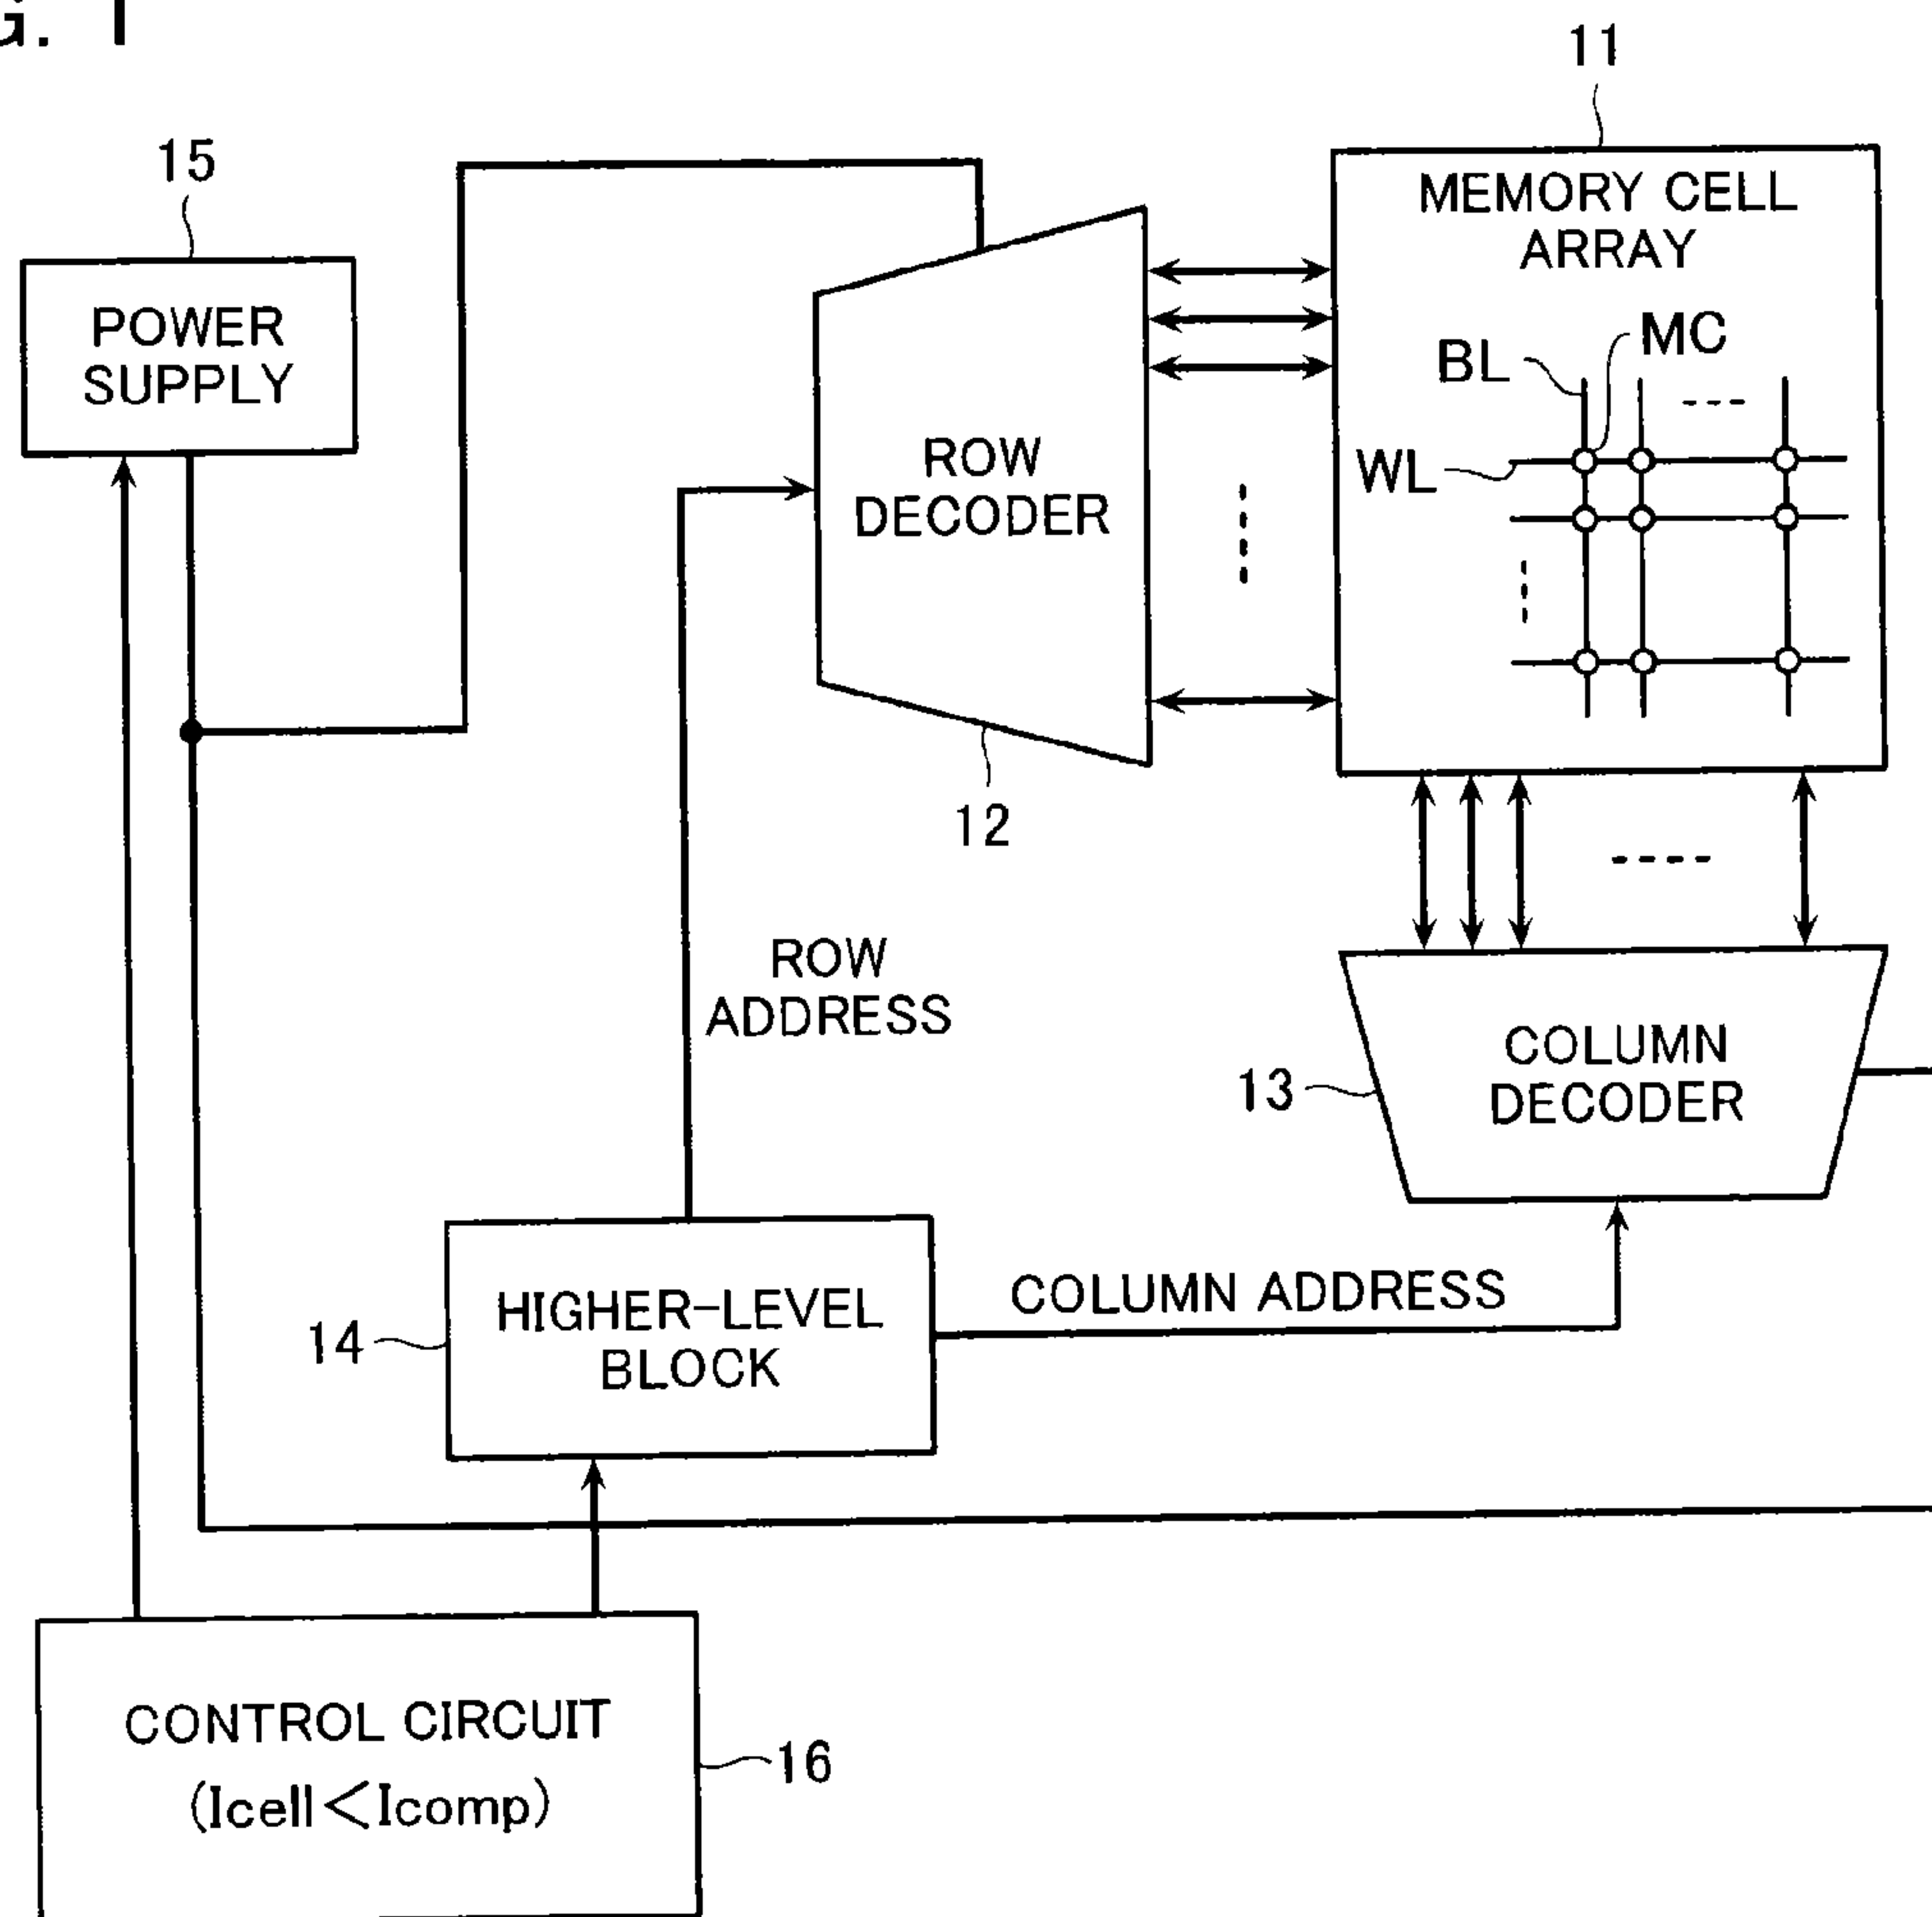 G. 1
11
15
MEMORY CELL
ARRAY
POWER
SUPPLY
BL
MC
WL
ROW
DECODER
12
ROW
ADDRESS
COLUMN
DECODER
13
HIGHER-LEVEL
BLOCK
14
COLUMN ADDRESS
CONTROL CIRCUIT
(Icell<Icomp)
16